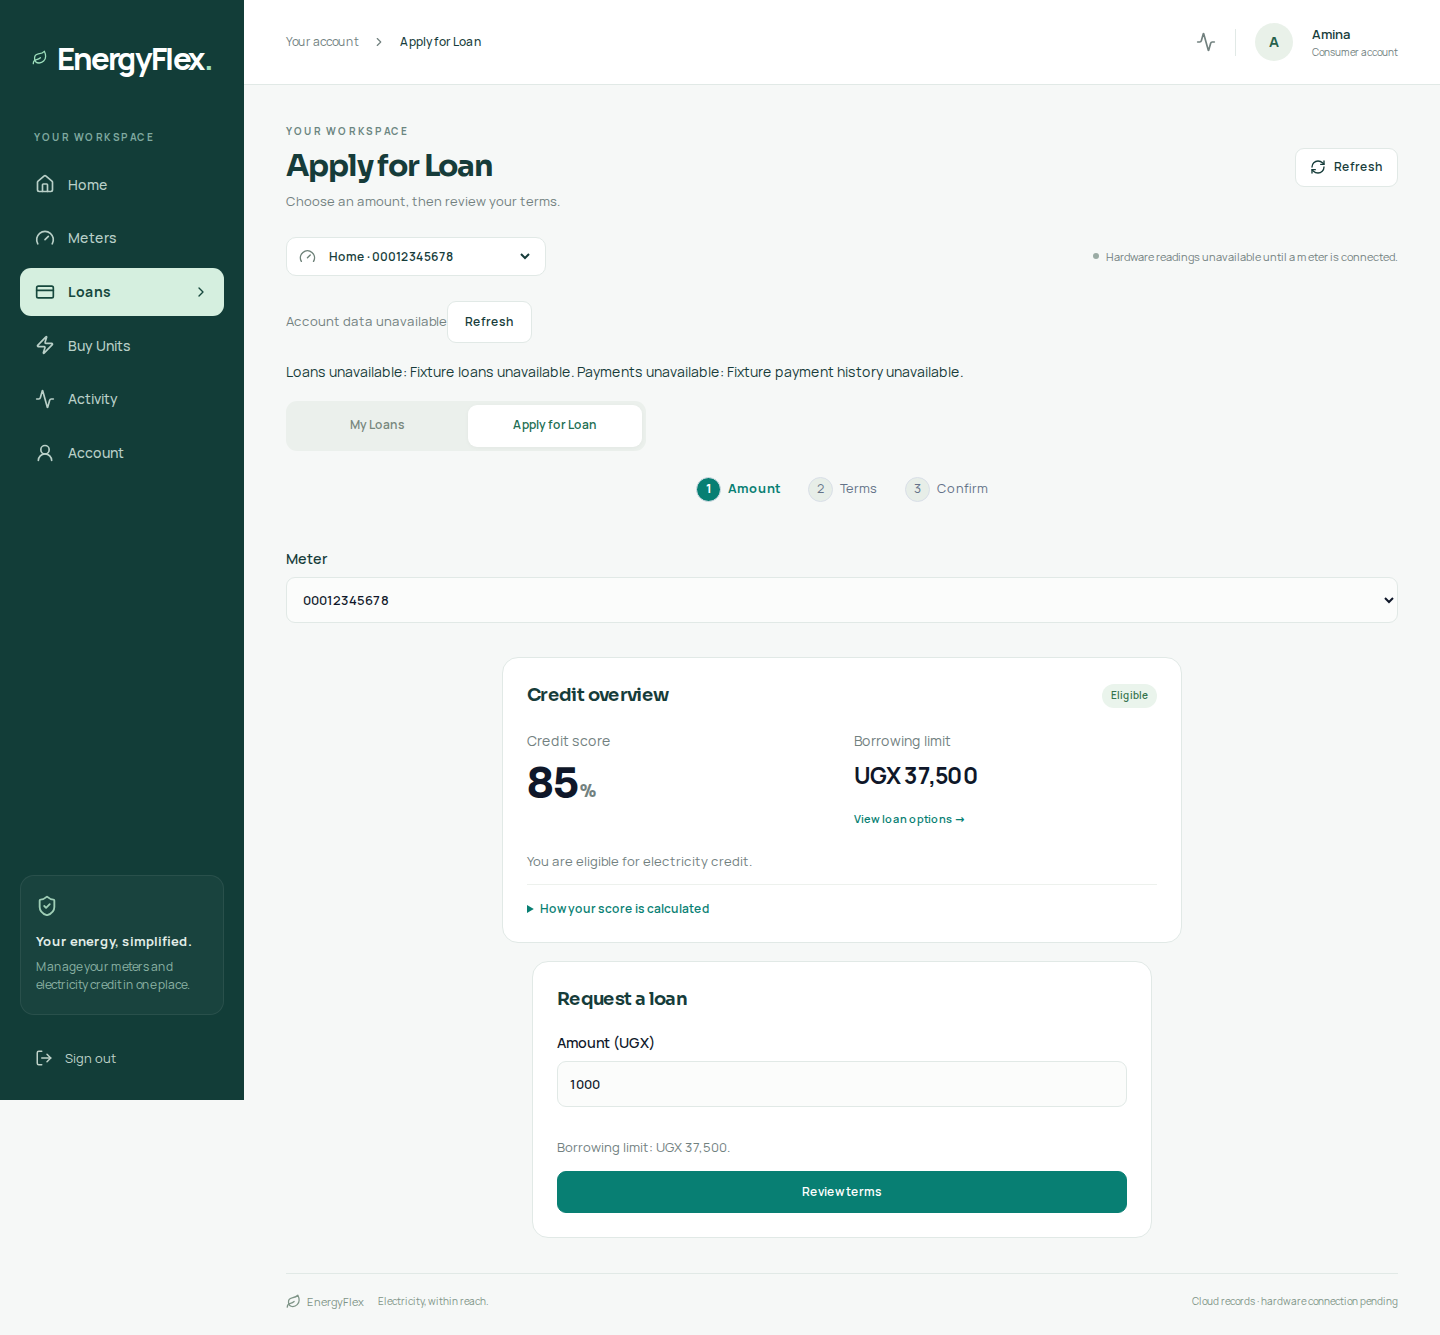 EnergyFlex.
YOUR WORKSPACE
Home
Meters
Loans
Buy Units
Activity
Account
Your energy, simplified.
Manage your meters and
electricity credit in one place.
Sign out
Your account > Apply for Loan
A
Amina
Consumer account
YOUR WORKSPACE
Apply for Loan
Choose an amount, then review your terms.
Refresh
Home · 00012345678
Hardware readings unavailable until a meter is connected.
Account data unavailable
Refresh
Loans unavailable: Fixture loans unavailable. Payments unavailable: Fixture payment history unavailable.
My Loans
Apply for Loan
1 Amount
2 Terms
3 Confirm
Meter
00012345678
Credit overview
Eligible
Credit score
85%
Borrowing limit
UGX 37,500
View loan options →
You are eligible for electricity credit.
How your score is calculated
Request a loan
Amount (UGX)
1000
Borrowing limit: UGX 37,500.
Review terms
EnergyFlex
Electricity, within reach.
Cloud records · hardware connection pending